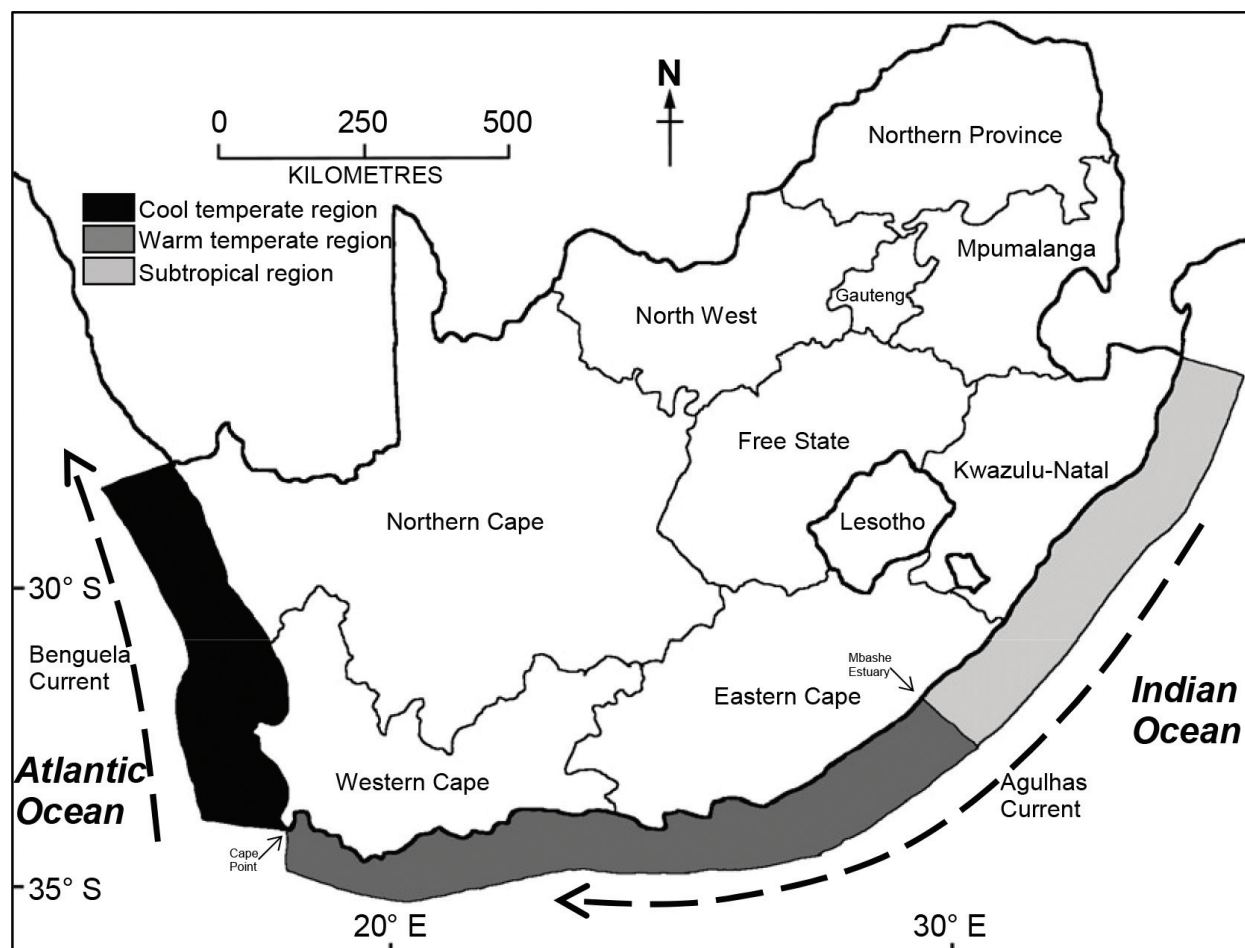 N
0 250 500
KILOMETRES
Cool temperate region
Warm temperate region
Subtropical region
Northern Province
Mpumalanga
Gauteng
North West
Free State
Kwazulu-Natal
Lesotho
Northern Cape
30° S
Benguela
Current
Mbashe
Estuary
Eastern Cape
Indian
Ocean
Atlantic
Ocean
Western Cape
Agulhas
Current
Cape
Point
35° S
20° E
30° E